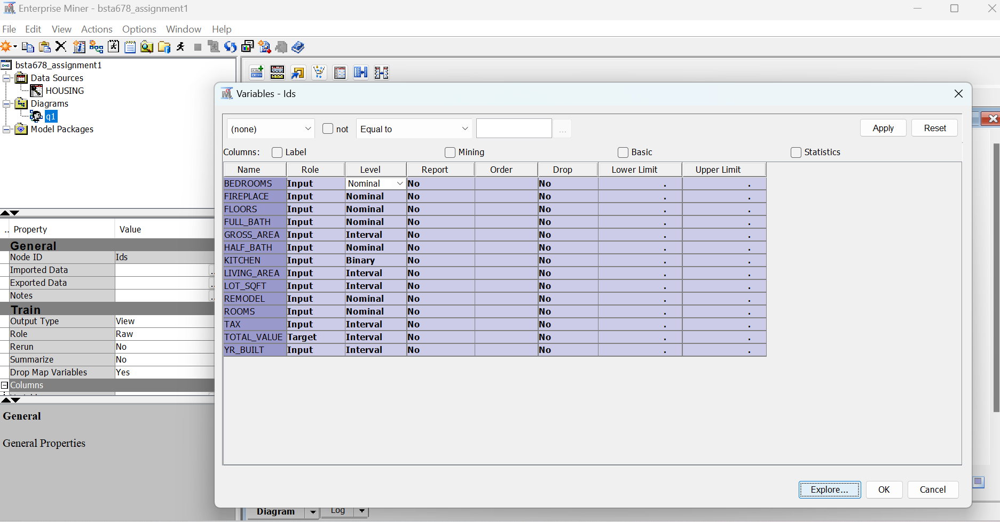 Enterprise Miner - bsta678_assignment1
File Edit View Actions Options Window Help
bsta678_assignment1
Data Sources
HOUSING
Diagrams
q1
Model Packages
.. Property Value
General
Node ID Ids
Imported Data ..
Exported Data ..
Notes ..
Train
Output Type View
Role Raw
Rerun No
Summarize No
Drop Map Variables Yes
Columns
General
General Properties
Variables - Ids
(none) not Equal to ... Apply Reset
Columns: Label Mining Basic Statistics
Name Role Level Report Order Drop Lower Limit Upper Limit
BEDROOMS Input Nominal No No . .
FIREPLACE Input Nominal No No . .
FLOORS Input Nominal No No . .
FULL_BATH Input Nominal No No . .
GROSS_AREA Input Interval No No . .
HALF_BATH Input Nominal No No . .
KITCHEN Input Binary No No . .
LIVING_AREA Input Interval No No . .
LOT_SQFT Input Interval No No . .
REMODEL Input Nominal No No . .
ROOMS Input Nominal No No . .
TAX Input Interval No No . .
TOTAL_VALUE Target Interval No No . .
YR_BUILT Input Interval No No . .
Explore... OK Cancel
Diagram Log